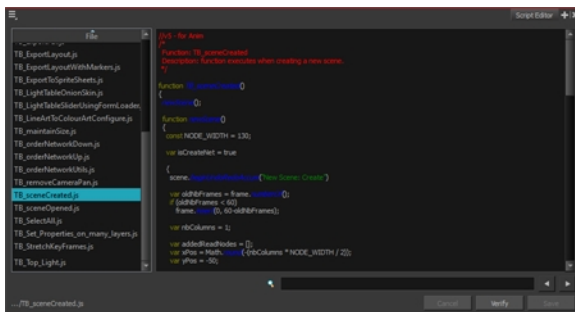 Script Editor
File
TB_ExportLayout.js
TB_ExportLayoutWithMarkers.js
TB_ExportToSpriteSheets.js
TB_LightTableOnionSkin.js
TB_LightTableSliderUsingFormLoader,
TB_LineArtToColourArtConfigure.js
TB_maintainSize.js
TB_orderNetworkDown.js
TB_orderNetworkUp.js
TB_orderNetworkUtils.js
TB_removeCameraPan.js
TB_sceneCreated.js
TB_sceneOpened.js
TB_SelectAll.js
TB_Set_Properties_on_many_layers.js
TB_StretchKeyFrames.js
TB_Top_Light.js
//V5 - for Anim
/*
Function: TB_sceneCreated
Description: function executes when creating a new scene.
*/
function TB_sceneCreated()
{
();
function ()
{
const NODE_WIDTH = 130;
var isCreateNet = true
{
scene. ("New Scene: Create")
var oldNbFrames = frame. ();
if (oldNbFrames < 60)
frame. (0, 60-oldNbFrames);
var nbColumns = 1;
var addedReadNodes = [];
var xPos = Math. (-(nbColumns * NODE_WIDTH / 2));
var yPos = -50;
.../TB_sceneCreated.js
Cancel
Verify
Save